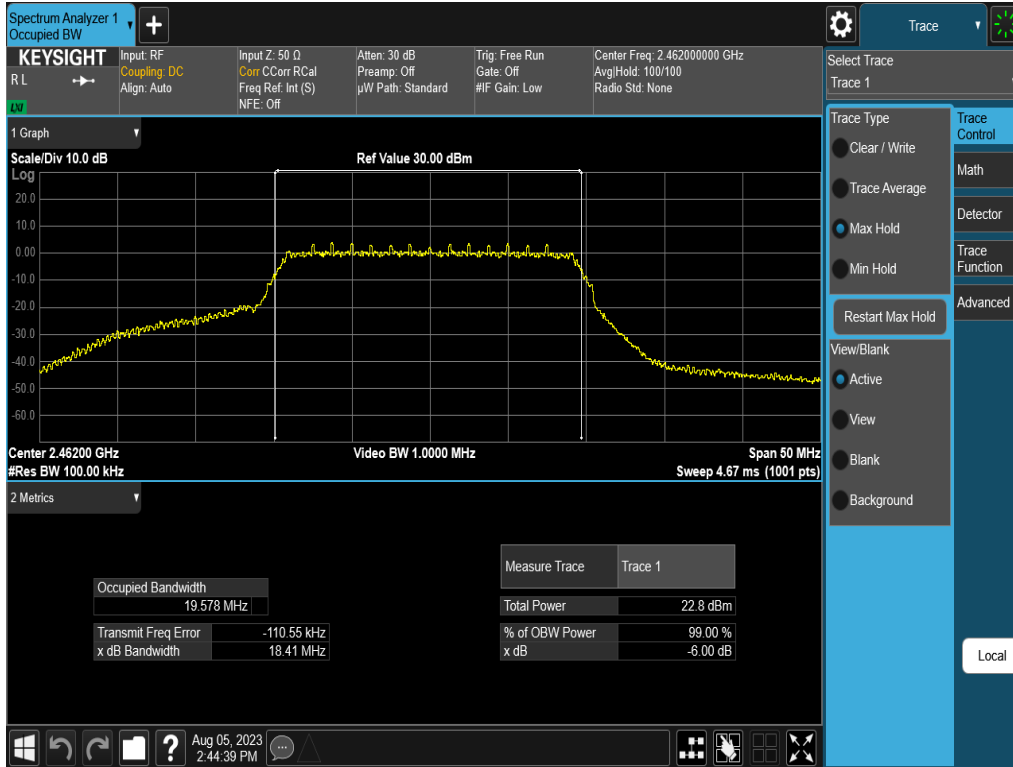 Spectrum Analyzer 1
Occupied BW
Trace
KEYSIGHT
R L
LXI
Input: RF
Coupling: DC
Align: Auto
Input Z: 50 Ω
Corr CCorr RCal
Freq Ref: Int (S)
NFE: Off
Atten: 30 dB
Preamp: Off
µW Path: Standard
Trig: Free Run
Gate: Off
#IF Gain: Low
Center Freq: 2.462000000 GHz
Avg|Hold: 100/100
Radio Std: None
Select Trace
Trace 1
1 Graph
Scale/Div 10.0 dB
Ref Value 30.00 dBm
Log
20.0
10.0
0.00
-10.0
-20.0
-30.0
-40.0
-50.0
-60.0
Center 2.46200 GHz
#Res BW 100.00 kHz
Video BW 1.0000 MHz
Span 50 MHz
Sweep 4.67 ms (1001 pts)
Trace Type
Clear / Write
Trace Average
Max Hold
Min Hold
Restart Max Hold
View/Blank
Active
View
Blank
Background
Trace
Control
Math
Detector
Trace
Function
Advanced
Local
2 Metrics
Occupied Bandwidth
19.578 MHz
Transmit Freq Error -110.55 kHz
x dB Bandwidth 18.41 MHz
Measure Trace Trace 1
Total Power 22.8 dBm
% of OBW Power 99.00 %
x dB -6.00 dB
Aug 05, 2023
2:44:39 PM